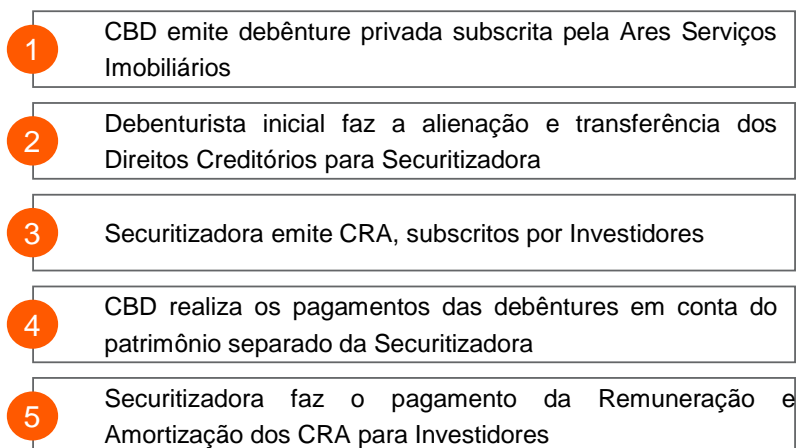 1
CBD emite debênture privada subscrita pela Ares Serviços
Imobiliários
2
Debenturista inicial faz a alienação e transferência dos
Direitos Creditórios para Securitizadora
3
Securitizadora emite CRA, subscritos por Investidores
4
CBD realiza os pagamentos das debêntures em conta do
patrimônio separado da Securitizadora
5
Securitizadora faz o pagamento da Remuneração e
Amortização dos CRA para Investidores